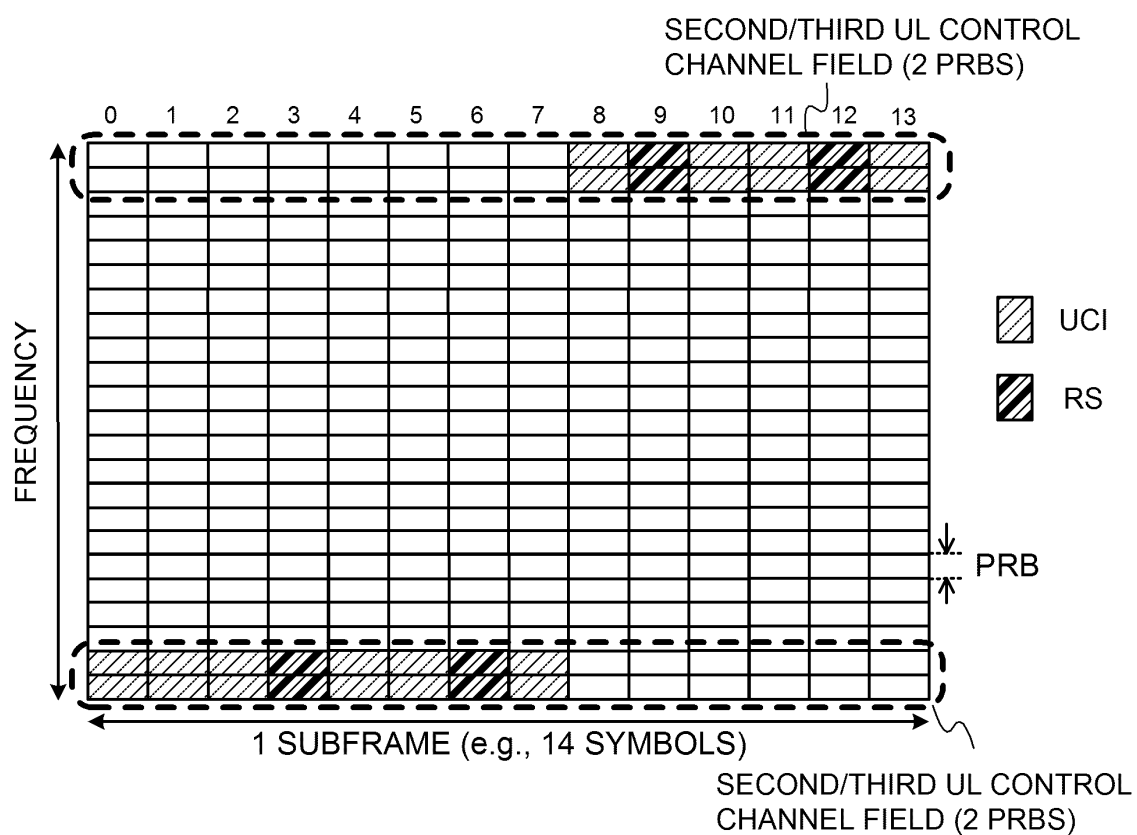 SECOND/THIRD UL CONTROL
CHANNEL FIELD (2 PRBS)
0 1 2 3 4 5 6 7 8 9 10 11 12 13
FREQUENCY
UCI
RS
PRB
1 SUBFRAME (e.g., 14 SYMBOLS)
SECOND/THIRD UL CONTROL
CHANNEL FIELD (2 PRBS)